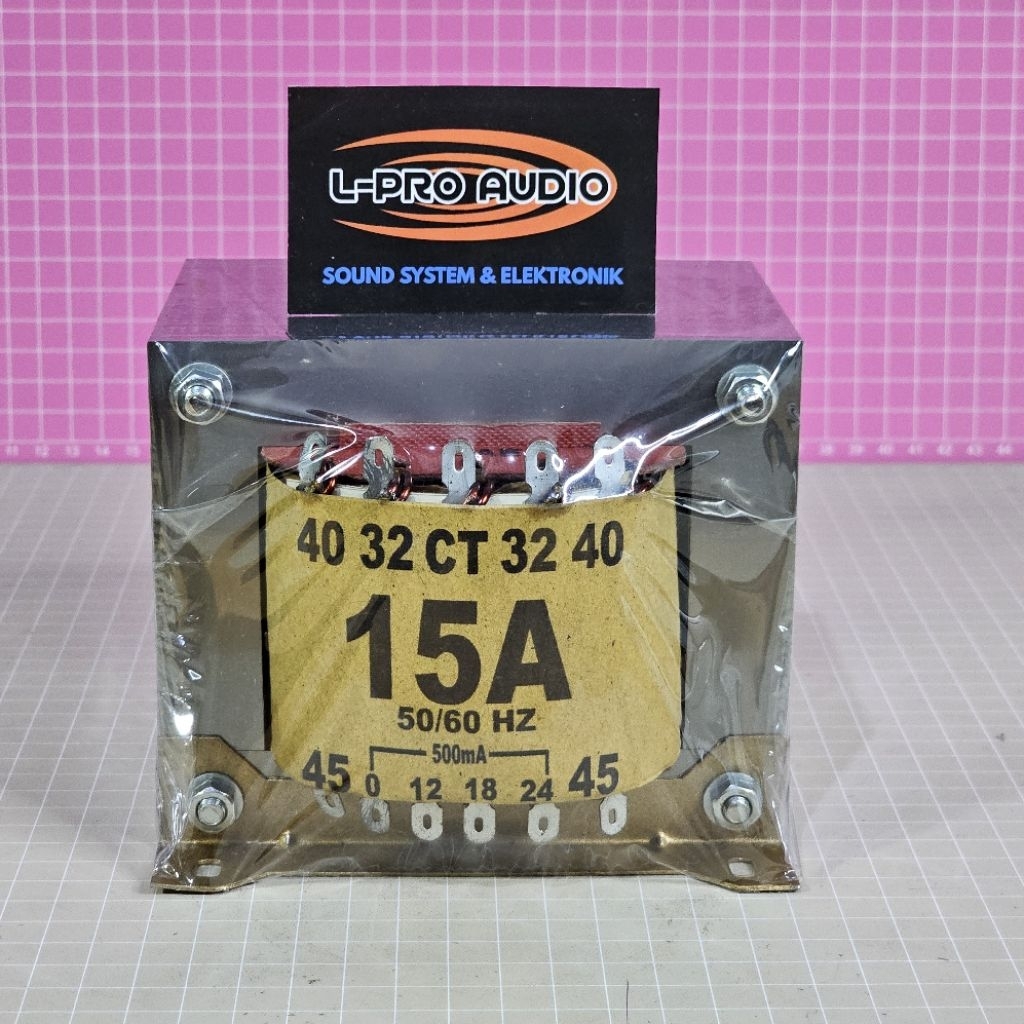 L-PRO AUDIO
SOUND SYSTEM & ELEKTRONIK
40 32 CT 32 40
15A
50/60 HZ
500mA
45 0 12 18 24 45